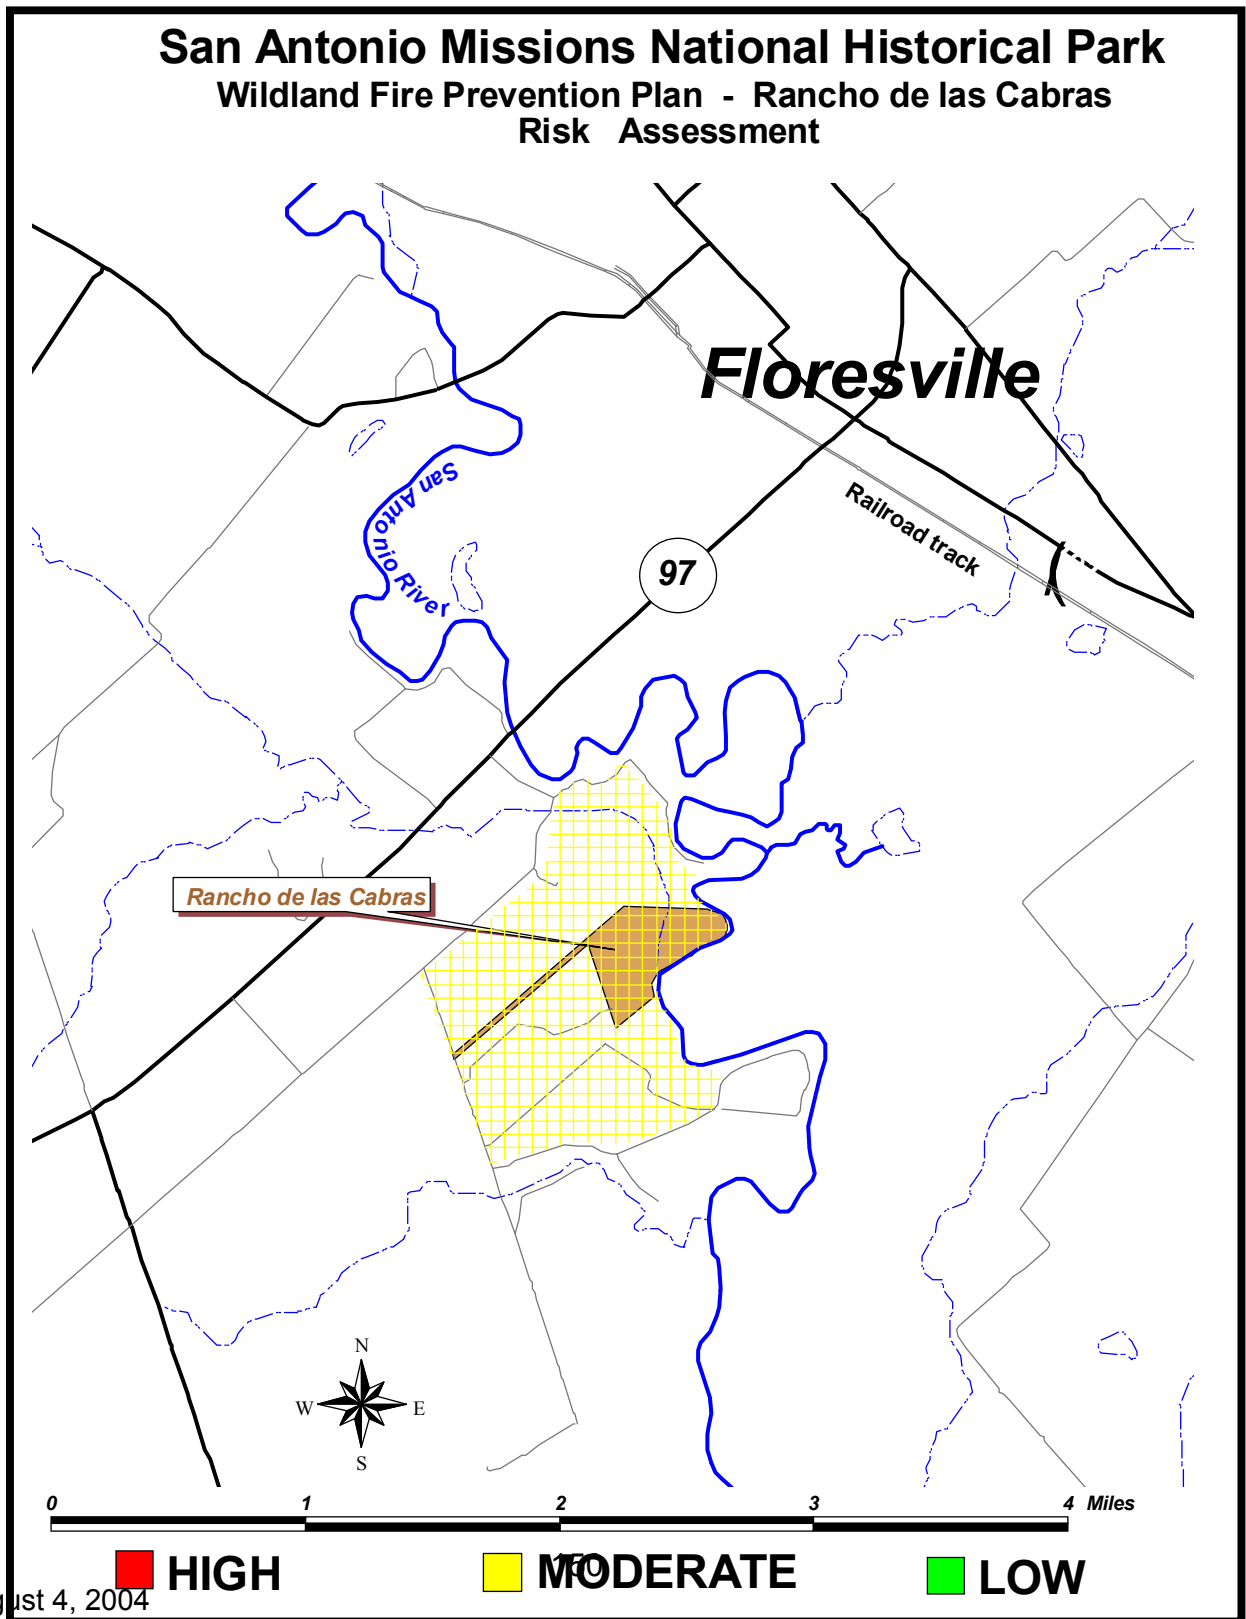 San Antonio Missions National Historical Park
Wildland Fire Prevention Plan - Rancho de las Cabras
Risk Assessment
Floresville
San Antonio River
Railroad track
97
Rancho de las Cabras
N
W E
S
0 1 2 3 4 Miles
HIGH MODERATE LOW
150
gust 4, 2004